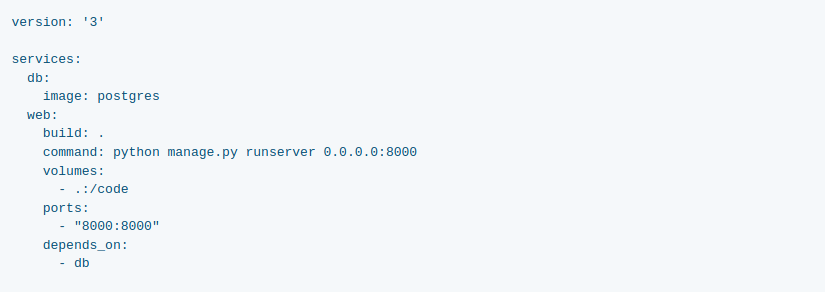 version: '3'

services:
  db:
    image: postgres
  web:
    build: .
    command: python manage.py runserver 0.0.0.0:8000
    volumes:
      - .:/code
    ports:
      - "8000:8000"
    depends_on:
      - db